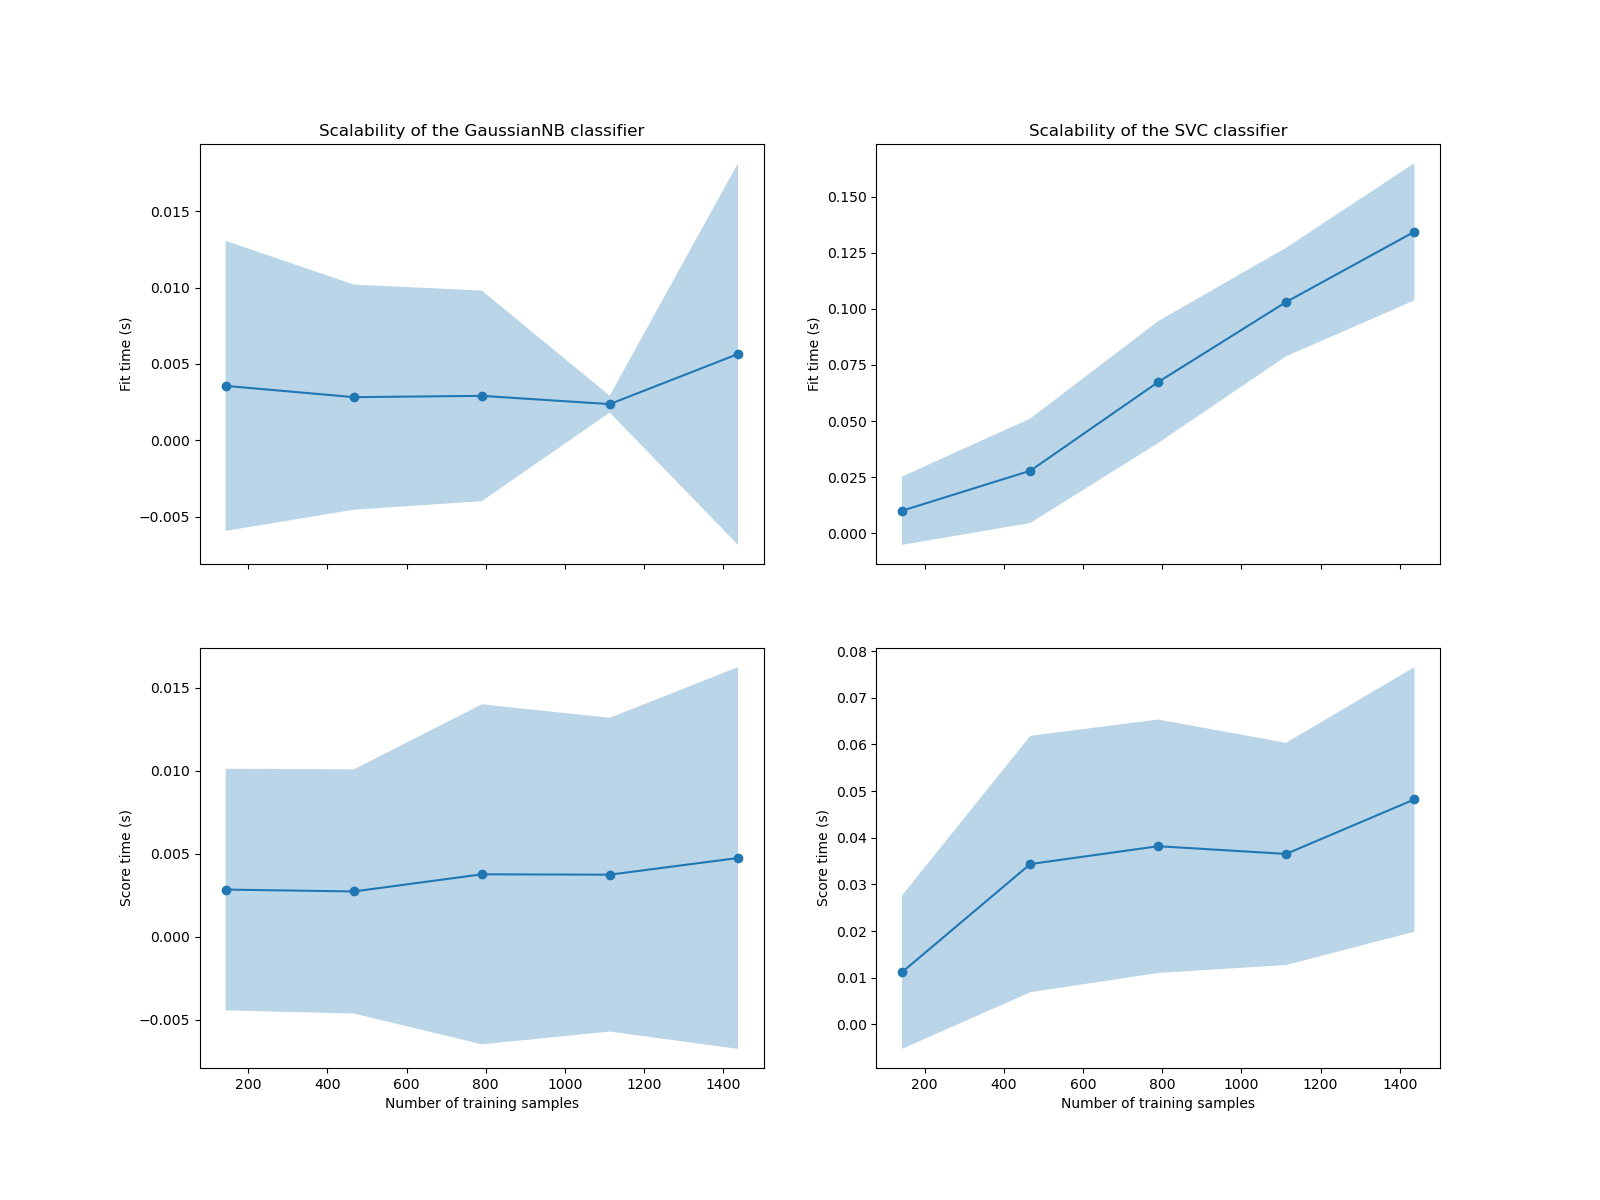 Scalability of the GaussianNB classifier
0.015
0.010
0.005
0.000
−0.005
Fit time (s)
Scalability of the SVC classifier
0.150
0.125
0.100
0.075
0.050
0.025
0.000
Fit time (s)
0.015
0.010
0.005
0.000
−0.005
Score time (s)
200 400 600 800 1000 1200 1400
Number of training samples
0.08
0.07
0.06
0.05
0.04
0.03
0.02
0.01
0.00
Score time (s)
200 400 600 800 1000 1200 1400
Number of training samples